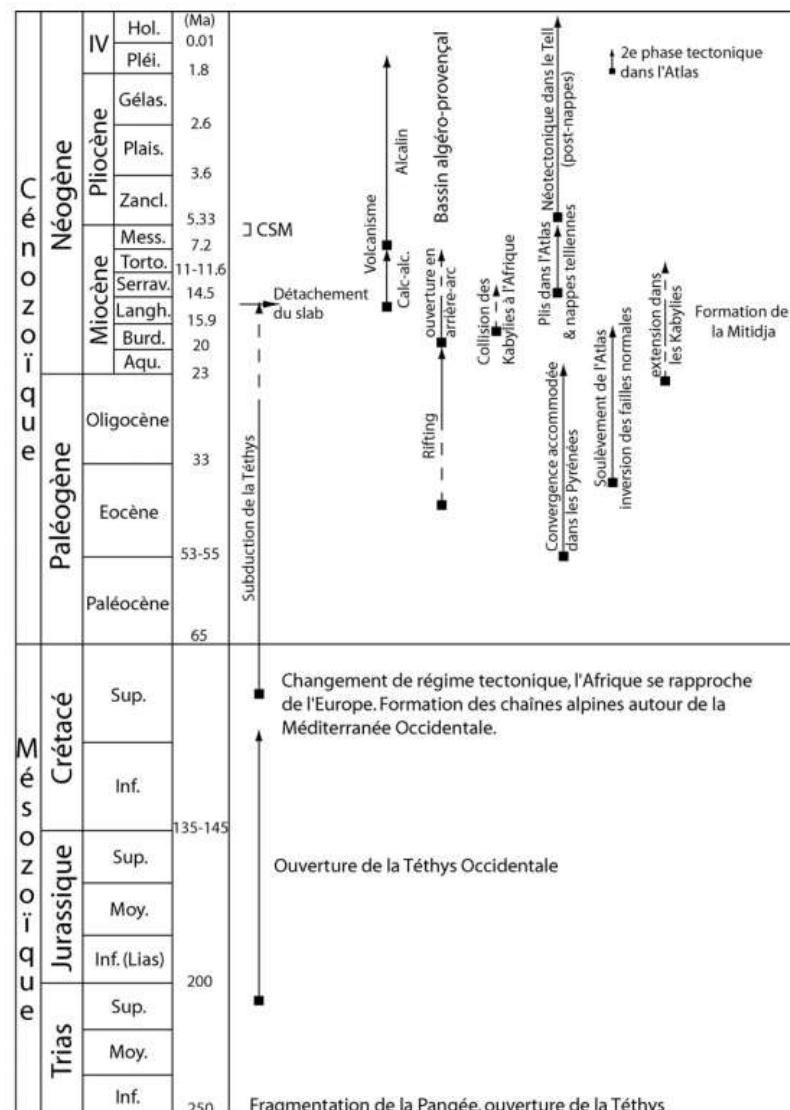 (Ma)
Cénozoïque
Néogène
IV
Hol.
0.01
Pléi.
1.8
Pliocène
Gélas.
2.6
Plais.
3.6
Zancl.
5.33
Miocène
Mess.
7.2
Torto.
11-11.6
Serrav.
14.5
Langh.
15.9
Burd.
20
Aqu.
23
Paléogène
Oligocène
33
Eocène
53-55
Paléocène
65
Mésozoïque
Crétacé
Sup.
Inf.
135-145
Jurassique
Sup.
Moy.
Inf. (Lias)
200
Trias
Sup.
Moy.
Inf.
250
CSM
Détachement
du slab
Subduction de la Téthys
Volcanisme
Alcalin
Calc-alc.
Bassin algéro-provençal
ouverture en
arrière-arc
Rifting
Collision des
Kabylies à l'Afrique
Néotectonique dans le Tell
(post-nappes)
Plis dans l'Atlas
& nappes telliennes
Convergence accommodée
dans les Pyrénées
2e phase tectonique
dans l'Atlas
Soulèvement de l'Atlas
inversion des failles normales
extension dans
les Kabylies
Formation de
la Mitidja
Changement de régime tectonique, l'Afrique se rapproche
de l'Europe. Formation des chaînes alpines autour de la
Méditerranée Occidentale.
Ouverture de la Téthys Occidentale
Fragmentation de la Pangée, ouverture de la Téthys